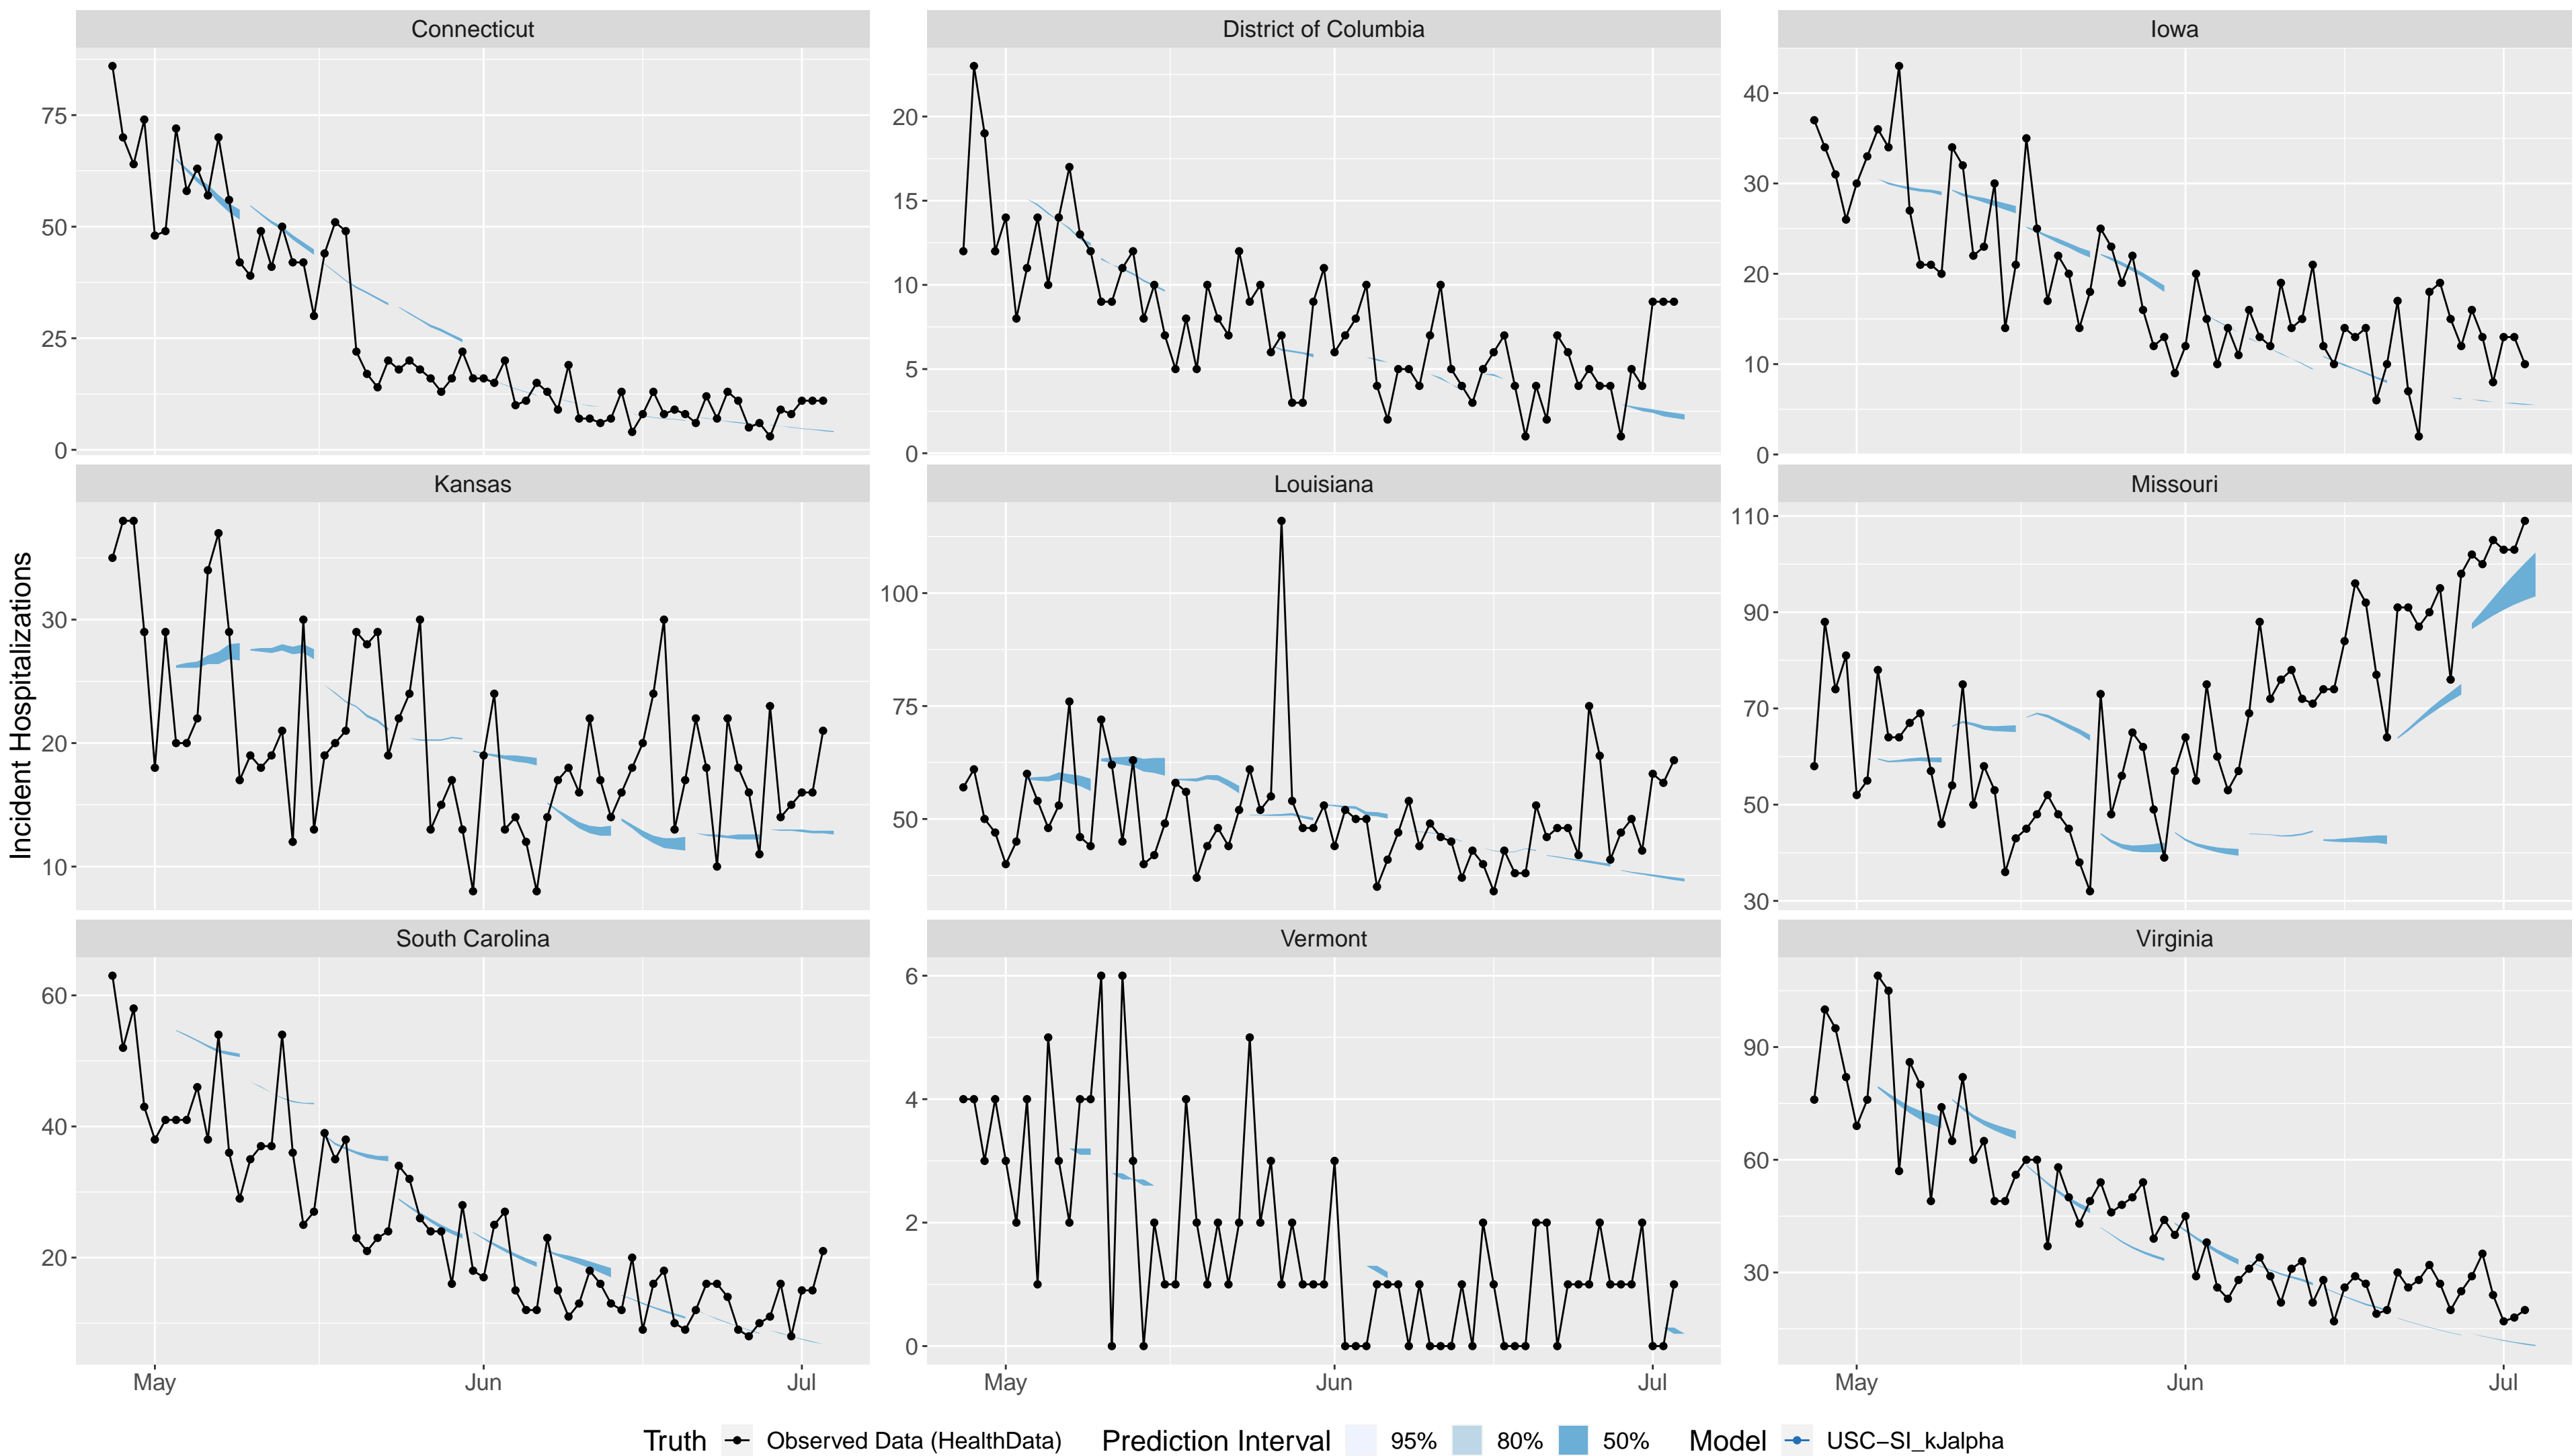 Connecticut
District of Columbia
Iowa
75
50
25
0
20
15
10
5
0
40
30
20
10
0
Kansas
Louisiana
Missouri
Incident Hospitalizations
30
20
10
100
75
50
110
90
70
50
30
South Carolina
Vermont
Virginia
60
40
20
6
4
2
0
90
60
30
May Jun Jul
May Jun Jul
May Jun Jul
Truth Observed Data (HealthData) Prediction Interval 95% 80% 50% Model USC−SI_kJalpha